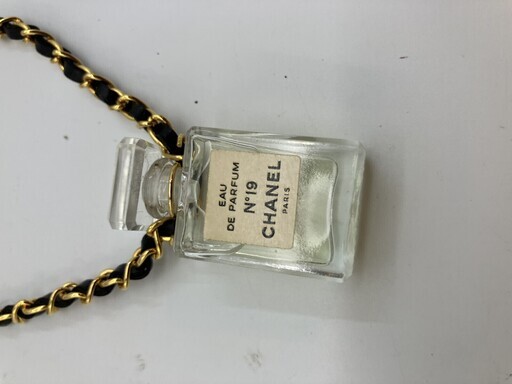 EAU
DE PARFUM
N°19
CHANEL
PARIS